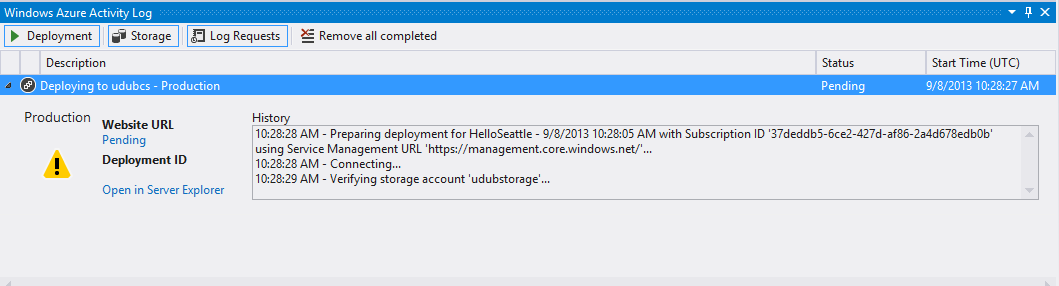 Windows Azure Activity Log
Deployment Storage Log Requests Remove all completed
Description Status Start Time (UTC)
Deploying to udubcs - Production Pending 9/8/2013 10:28:27 AM
Production
Website URL
Pending
Deployment ID
Open in Server Explorer
History
10:28:28 AM - Preparing deployment for HelloSeattle - 9/8/2013 10:28:05 AM with Subscription ID '37deddb5-6ce2-427d-af86-2a4d678edb0b'
using Service Management URL 'https://management.core.windows.net/'...
10:28:28 AM - Connecting...
10:28:29 AM - Verifying storage account 'udubstorage'...